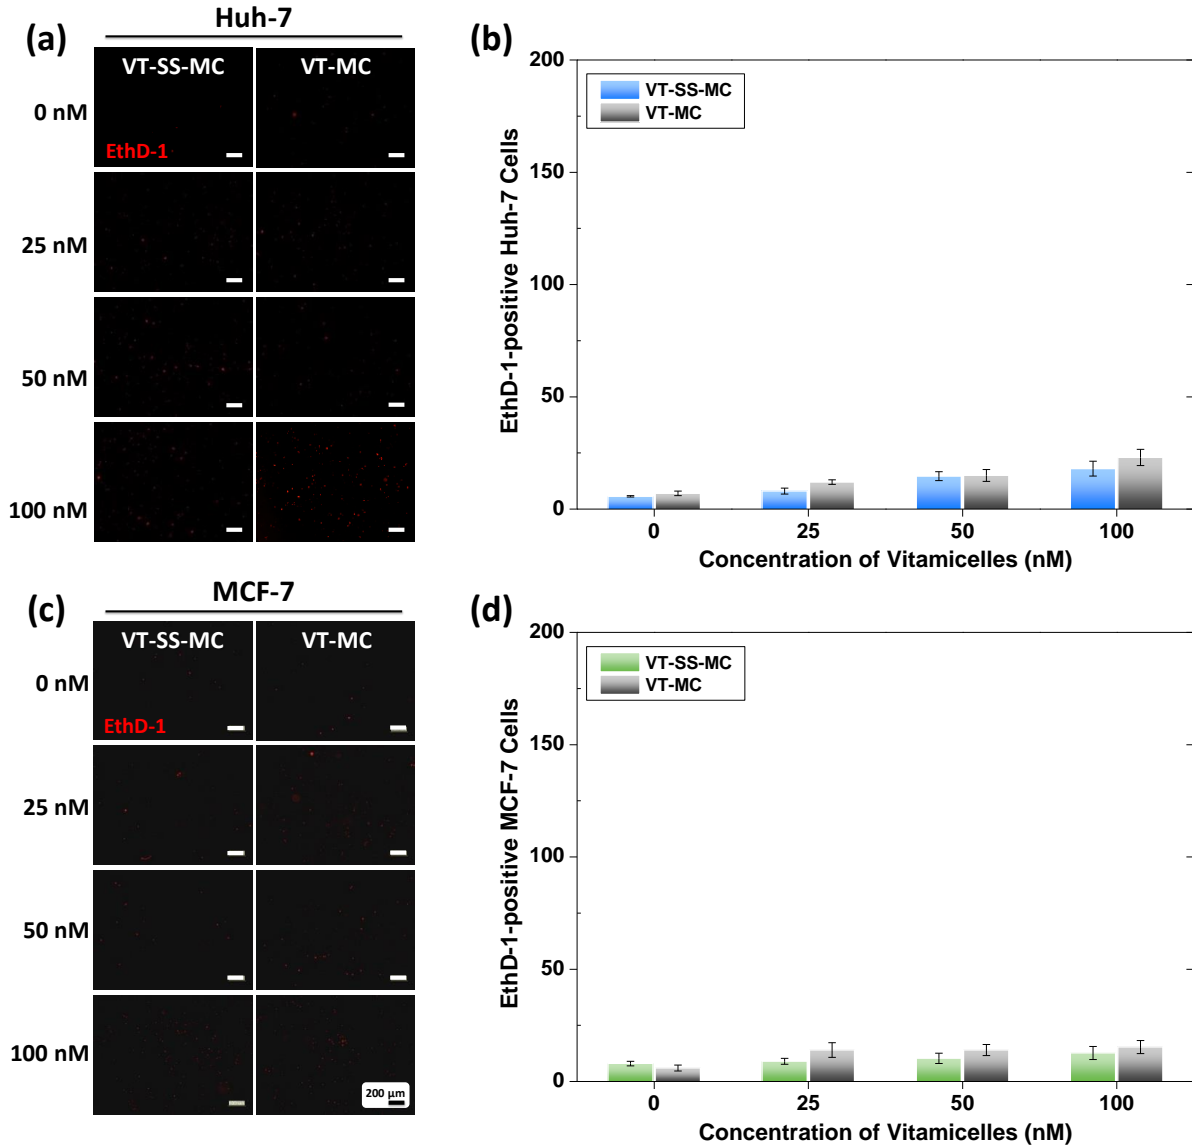 (a)
Huh-7
VT-SS-MC
VT-MC
0 nM
EthD-1
25 nM
50 nM
100 nM
(b)
EthD-1-positive Huh-7 Cells
200
150
100
50
0
VT-SS-MC
VT-MC
0
25
50
100
Concentration of Vitamicelles (nM)
(c)
MCF-7
VT-SS-MC
VT-MC
0 nM
EthD-1
25 nM
50 nM
100 nM
200 µm
(d)
EthD-1-positive MCF-7 Cells
200
150
100
50
0
VT-SS-MC
VT-MC
0
25
50
100
Concentration of Vitamicelles (nM)